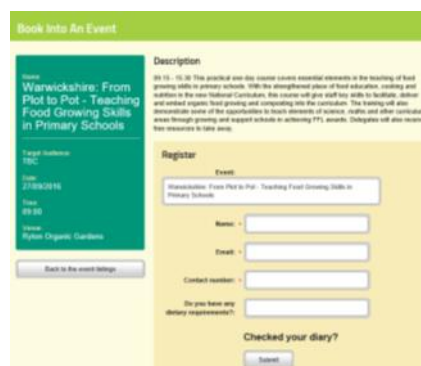 Book Into An Event
Name:
Warwickshire: From
Plot to Pot - Teaching
Food Growing Skills
in Primary Schools
Target Audience:
TBC
Date:
27/09/2016
Time:
09:00
Venue:
Ryton Organic Gardens
Back to the event listings
Description
09.15 - 15.30 This practical one day course covers essential elements in the teaching of food
growing skills in primary schools. With the strengthened place of food education, cooking and
nutrition in the new National Curriculum, this course will give staff key skills to facilitate, deliver
and embed organic food growing and composting into the curriculum. The training will also
demonstrate some of the opportunities to teach elements of science, maths and other curricular
areas through growing and support schools in achieving FFL awards. Delegates will also receive
free resources to take away.
Register
Event:
Warwickshire: From Plot to Pot - Teaching Food Growing Skills in
Primary Schools
Name: *
Email: *
Contact number: *
Do you have any
dietary requirements?:
Checked your diary?
Submit